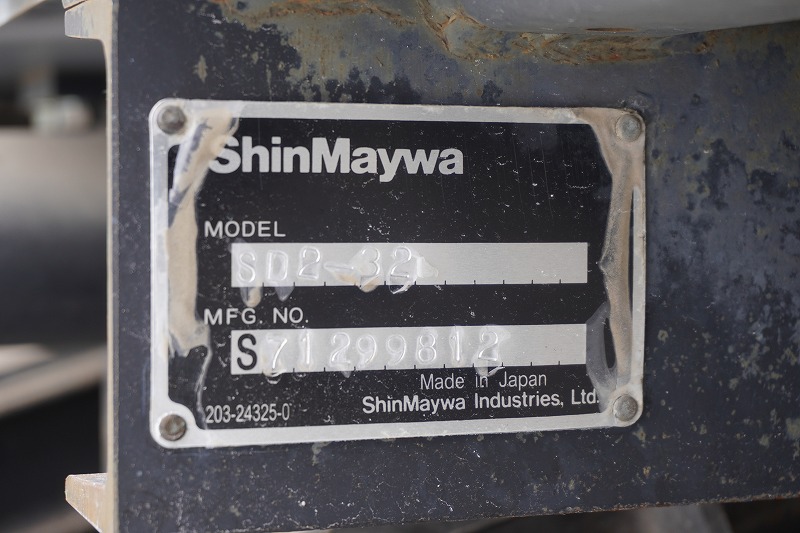 ShinMaywa
MODEL
SD2-32
MFG. NO.
S71299812
Made in Japan
203-24325-0
ShinMaywa Industries, Ltd.